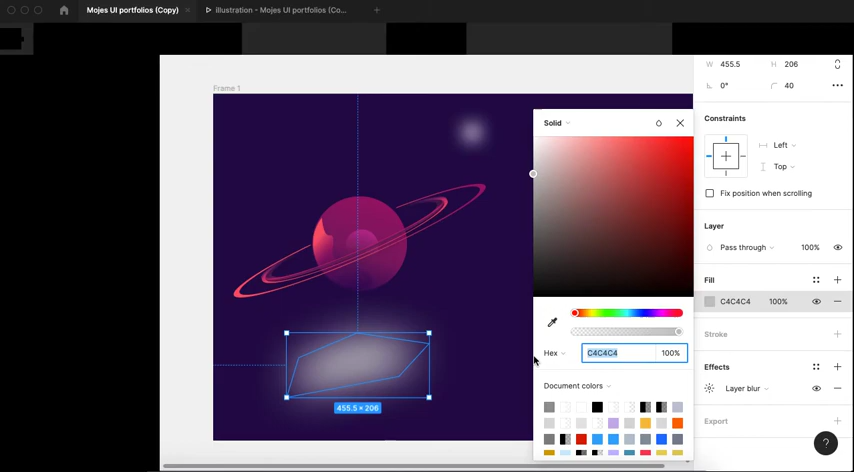 Mojes UI portfolios (Copy) × illustration - Mojes UI portfolios (Co... +
W 455.5 H 206
0° 40
Frame 1
Solid
Constraints
Left
Top
Fix position when scrolling
Layer
Pass through 100%
Fill
C4C4C4 100%
Hex C4C4C4 100%
Stroke
Effects
Document colors
Layer blur
455.5 × 206
Export
?